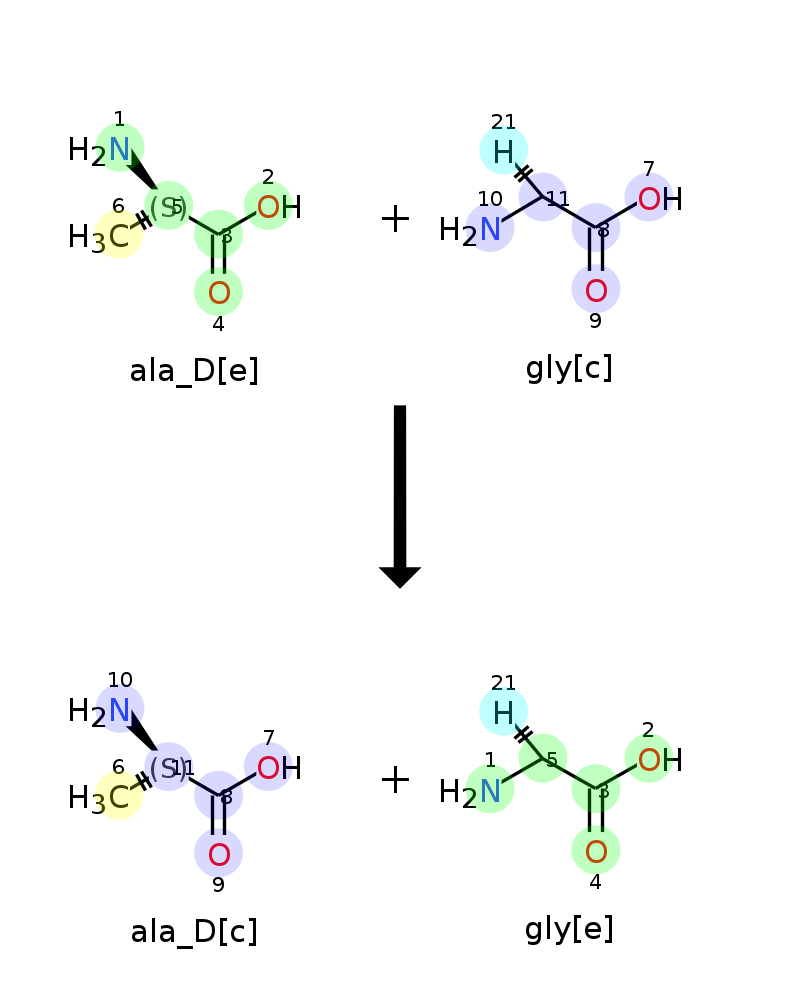 1 21
H2N H 7
2
6 (S) 5 OH 10 11 OH
H3C 3 + H2N 8
O O
4 9
ala_D[e] gly[c]
10 21
H2N H
7 2
6 (S) 11 OH 1 5 OH
H3C 8 + H2N 3
O O
9 4
ala_D[c] gly[e]